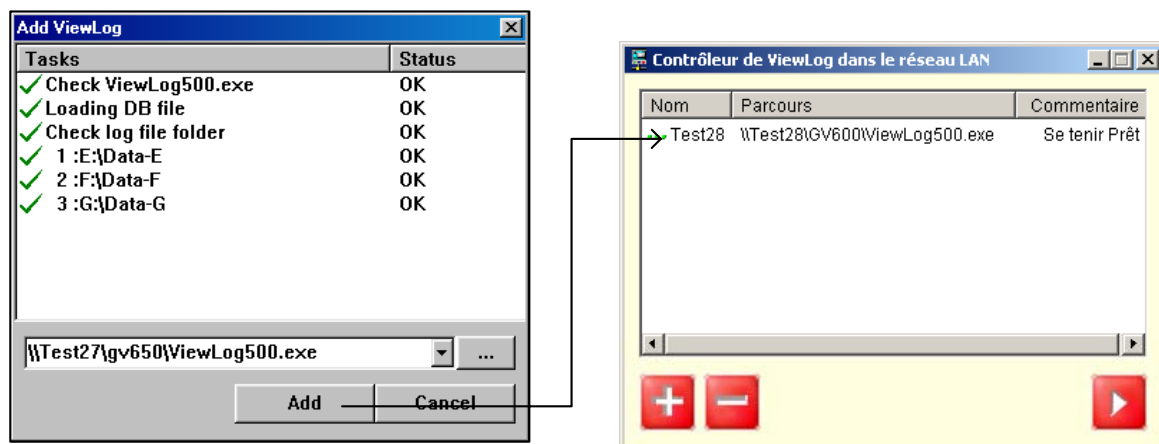 Add ViewLog
Tasks Status
Check ViewLog500.exe OK
Loading DB file OK
Check log file folder OK
1 :E:\Data-E OK
2 :F:\Data-F OK
3 :G:\Data-G OK
\\Test27\gv650\ViewLog500.exe ...
Add Cancel
Contrôleur de ViewLog dans le réseau LAN
Nom Parcours Commentaire
Test28 \\Test28\GV600\ViewLog500.exe Se tenir Prêt